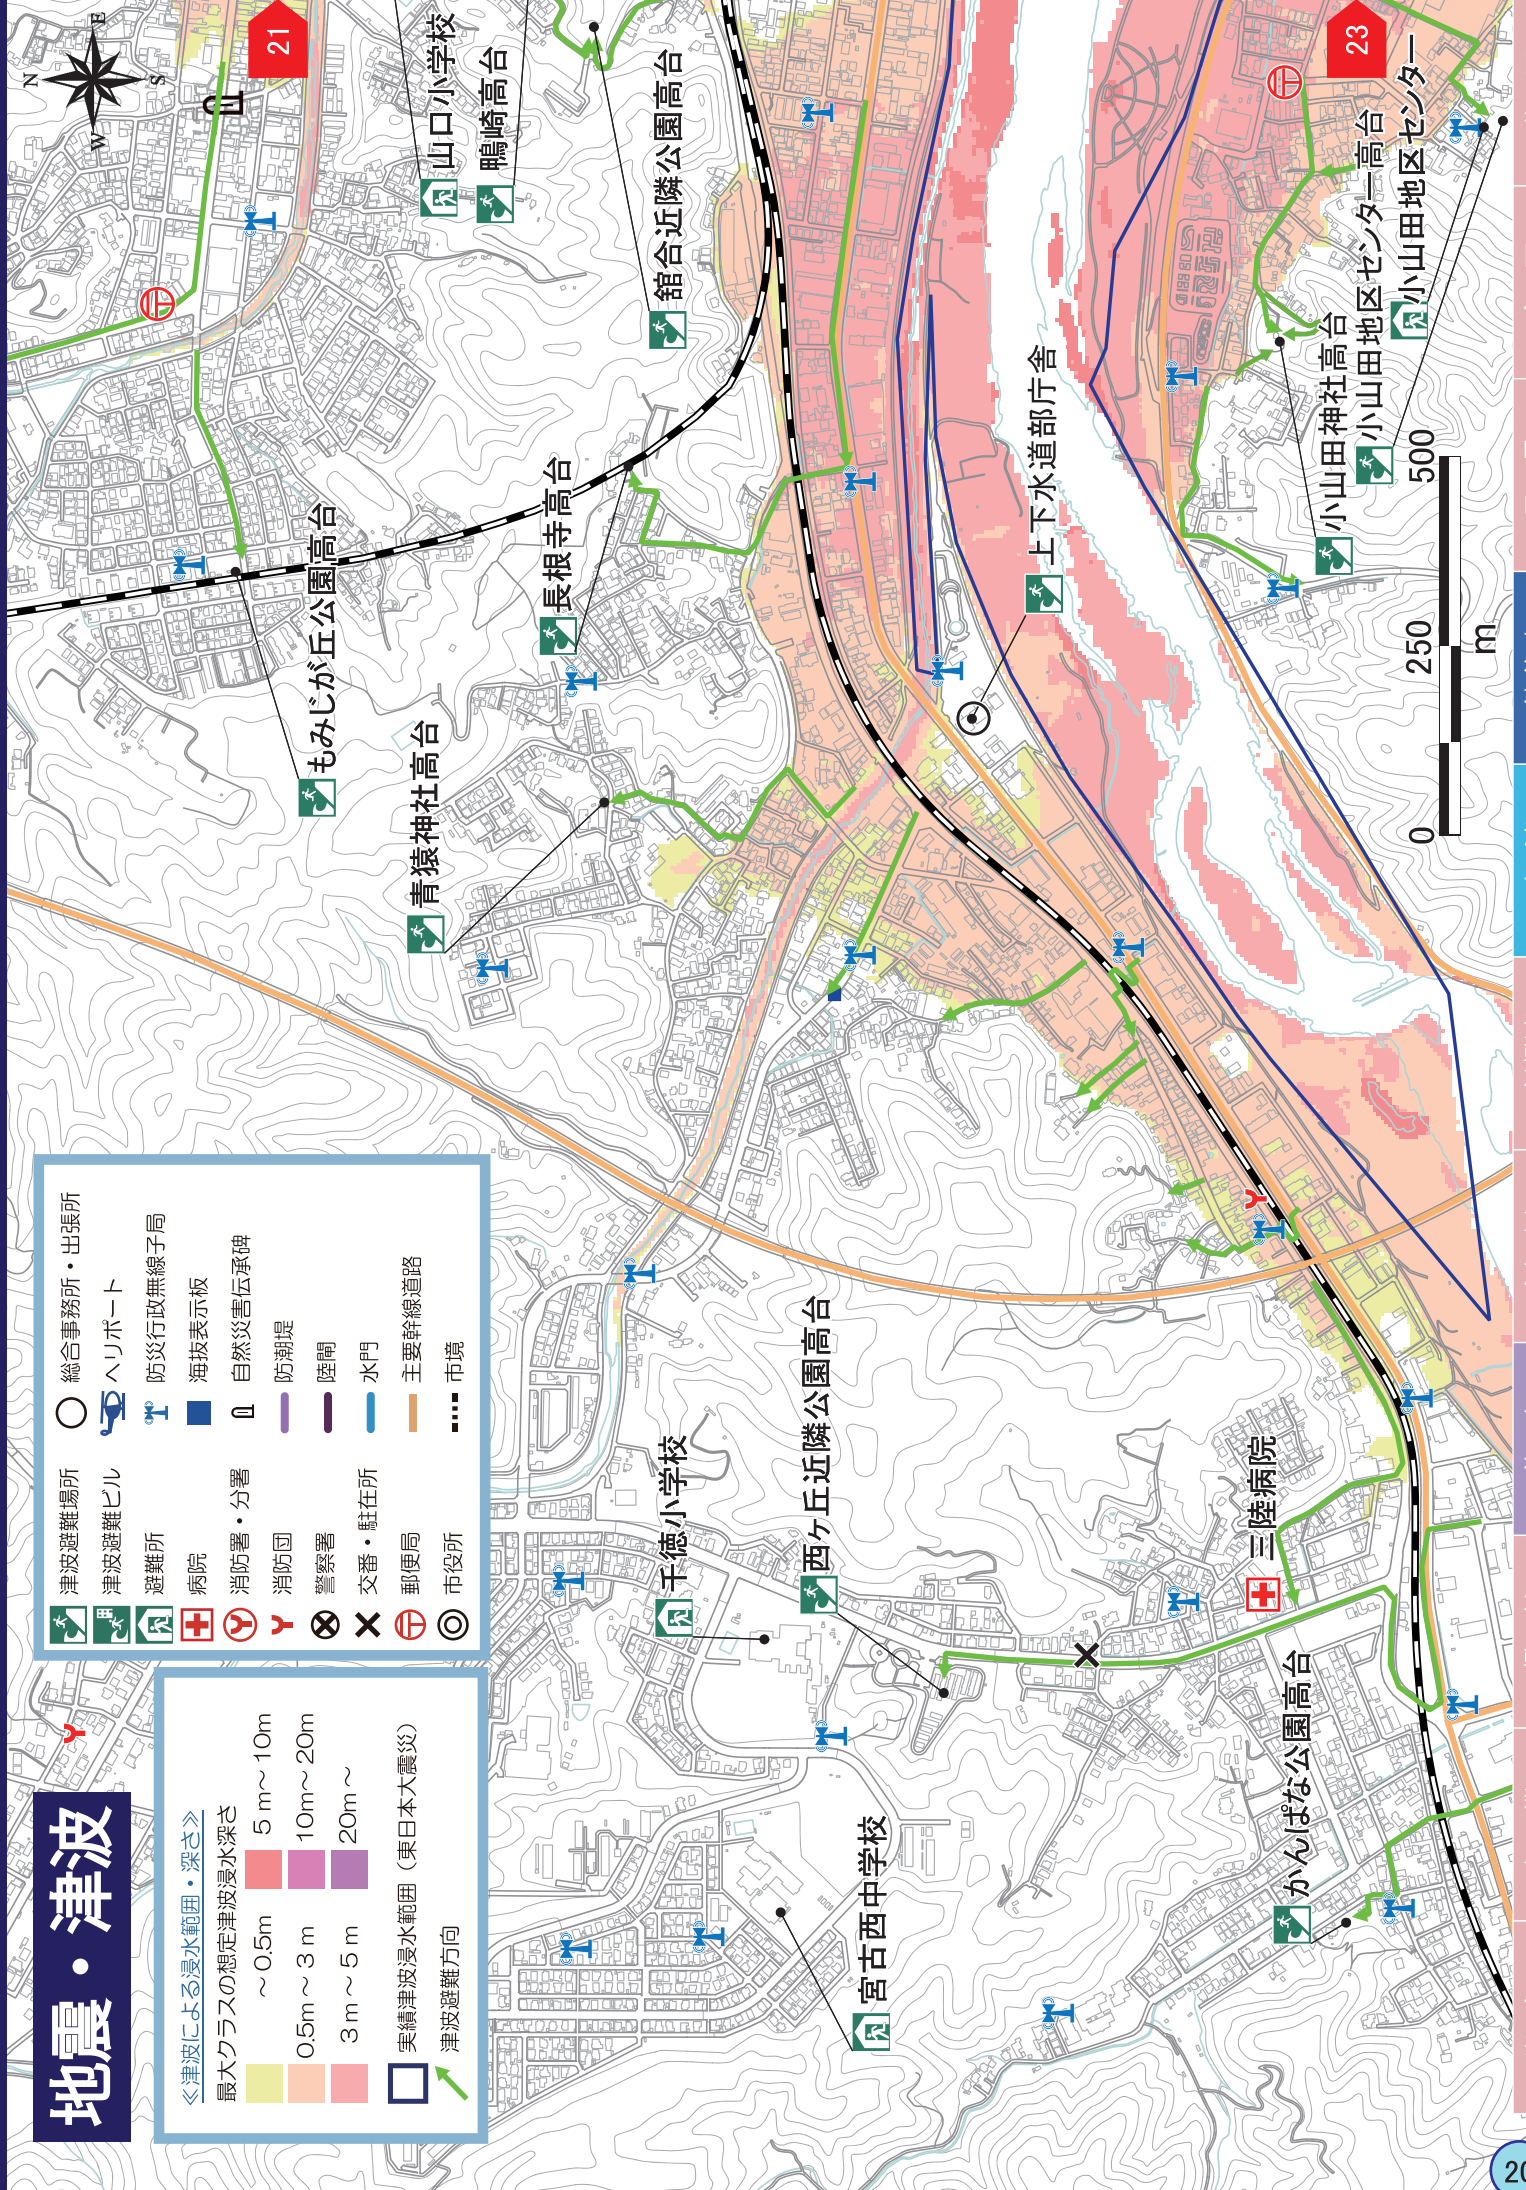 地震・津波
≪津波による浸水範囲・深さ≫
最大クラスの想定津波浸水深さ
～0.5m
5m～10m
0.5m～3m
10m～20m
3m～5m
20m～
実績津波浸水範囲（東日本大震災）
津波避難方向
津波避難場所
津波避難ビル
避難所
病院
消防署・分署
消防団
警察署
交番・駐在所
郵便局
市役所
総合事務所・出張所
ヘリポート
防災行政無線子局
海抜表示板
自然災害伝承碑
防潮堤
陸閘
水門
主要幹線道路
市境
N
E
S
W
21
山口小学校
鴨崎高台
舘合近隣公園高台
もみじが丘公園高台
長根寺高台
青猿神社高台
上下水道部庁舎
23
小山田地区センター
小山田地区センター高台
小山田神社高台
千徳小学校
西ヶ丘近隣公園高台
三陸病院
宮古西中学校
かんぱな公園高台
0
250
500
m
20